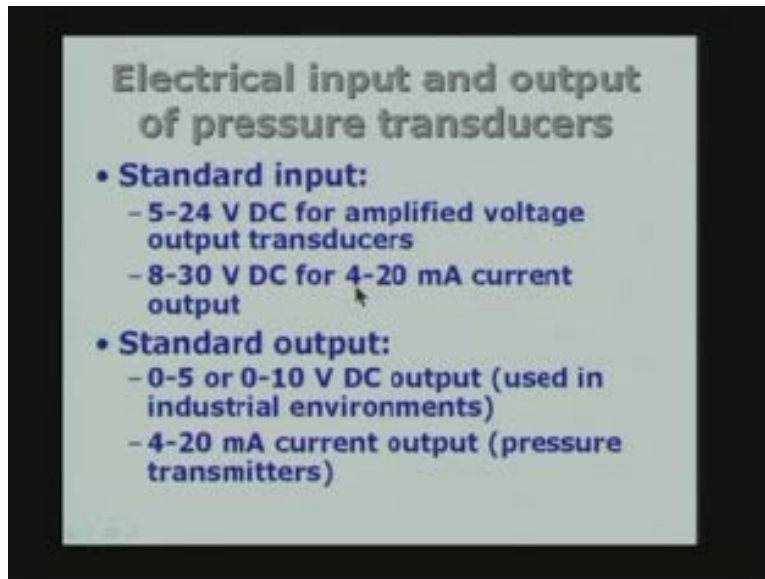 Electrical input and output
of pressure transducers
• Standard input:
– 5-24 V DC for amplified voltage
output transducers
– 8-30 V DC for 4-20 mA current
output
• Standard output:
– 0-5 or 0-10 V DC output (used in
industrial environments)
– 4-20 mA current output (pressure
transmitters)